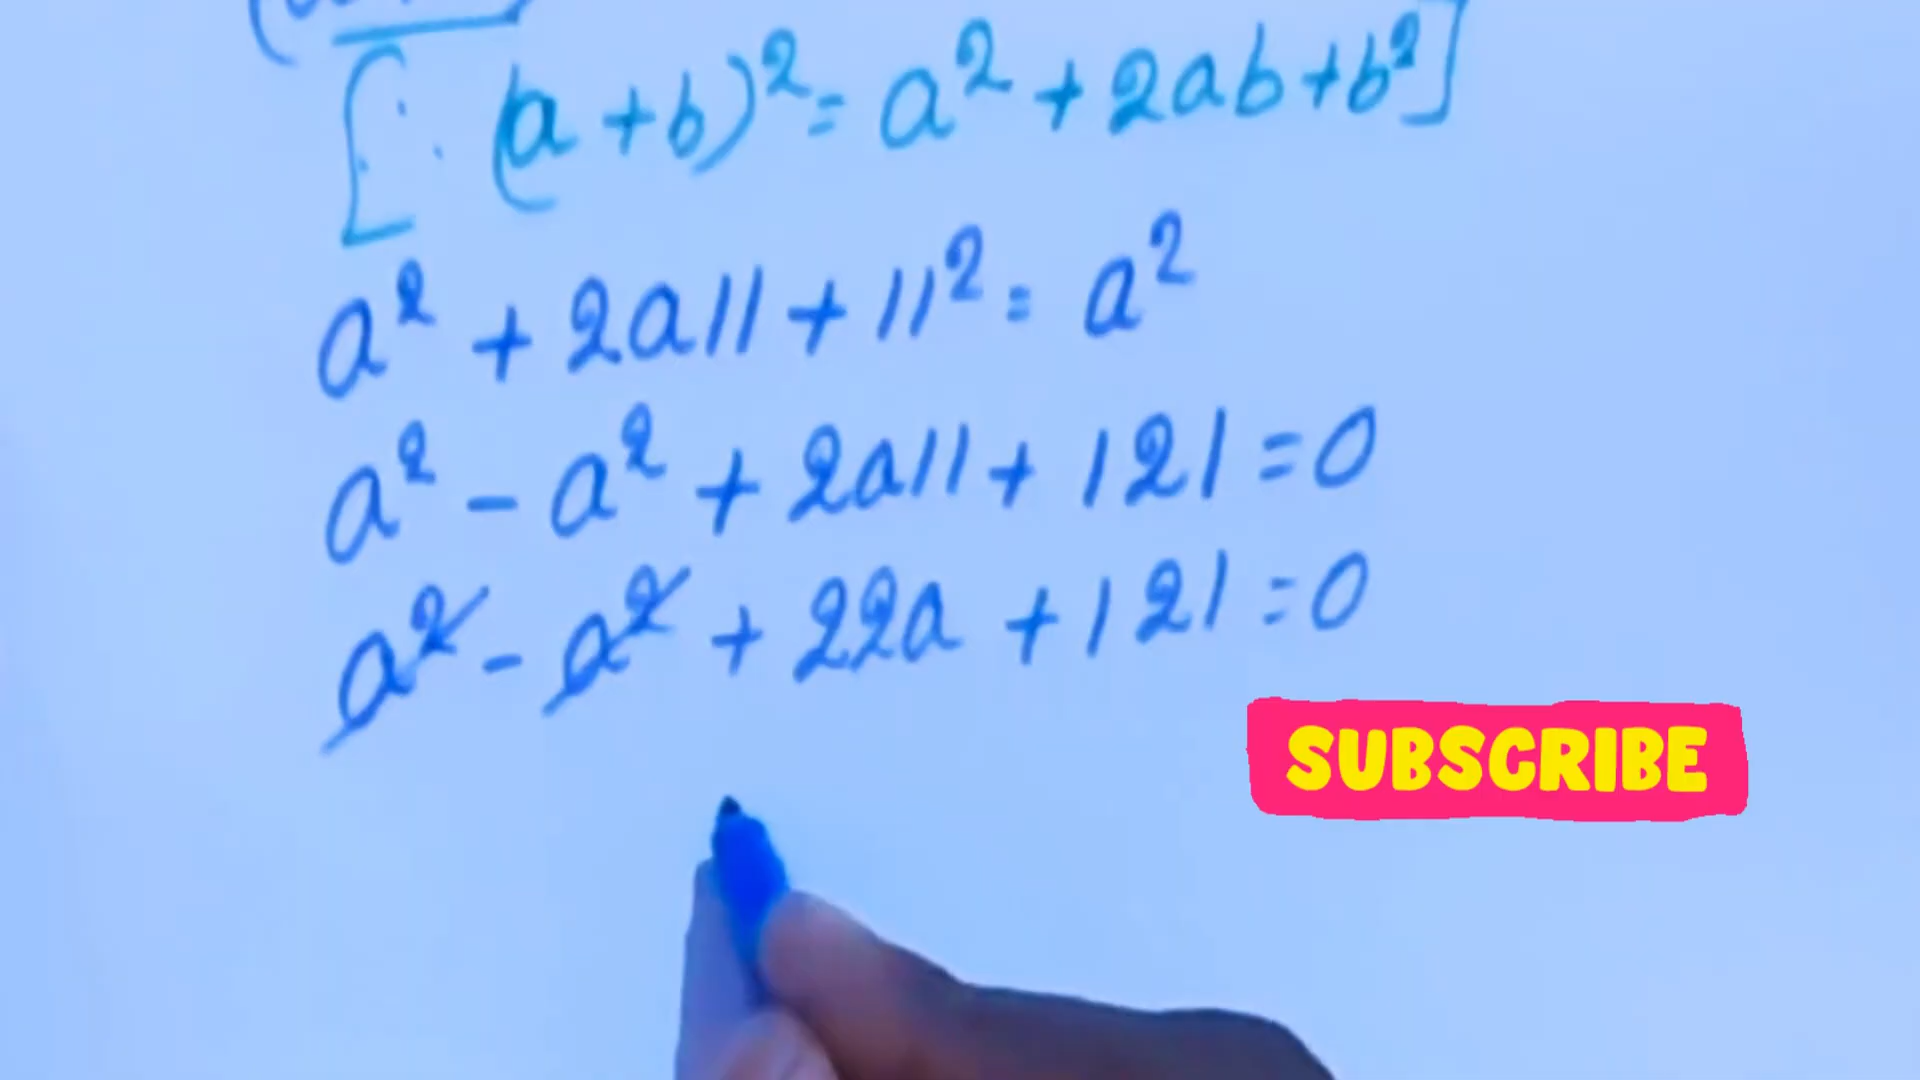 [∵ (a+b)²= a²+2ab+b²]
a² + 2a11 + 11² = a²
a² - a² + 2a11 + 121 = 0
a² - a² + 22a + 121 = 0
SUBSCRIBE